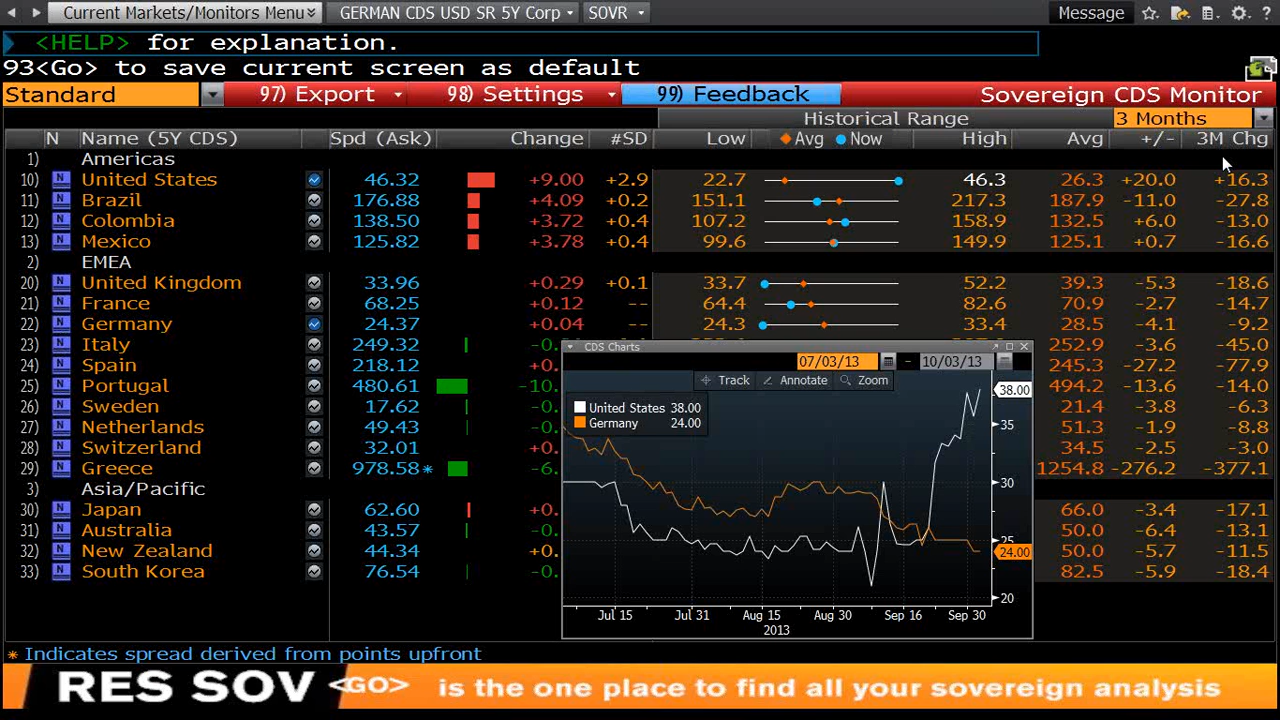 Current Markets/Monitors Menu GERMAN CDS USD SR 5Y Corp SOVR Message ?
<HELP> for explanation.
93<Go> to save current screen as default
Standard 97) Export 98) Settings 99) Feedback Sovereign CDS Monitor
Historical Range 3 Months
N Name (5Y CDS) Spd (Ask) Change #SD Low Avg Now High Avg +/- 3M Chg
1) Americas
10) N United States 46.32 +9.00 +2.9 22.7 46.3 26.3 +20.0 +16.3
11) N Brazil 176.88 +4.09 +0.2 151.1 217.3 187.9 -11.0 -27.8
12) N Colombia 138.50 +3.72 +0.4 107.2 158.9 132.5 +6.0 -13.0
13) N Mexico 125.82 +3.78 +0.4 99.6 149.9 125.1 +0.7 -16.6
2) EMEA
20) N United Kingdom 33.96 +0.29 +0.1 33.7 52.2 39.3 -5.3 -18.6
21) N France 68.25 +0.12 -- 64.4 82.6 70.9 -2.7 -14.7
22) N Germany 24.37 +0.04 -- 24.3 33.4 28.5 -4.1 -9.2
23) N Italy 249.32 -0. 252.9 -3.6 -45.0
24) N Spain 218.12 +0. 245.3 -27.2 -77.9
25) N Portugal 480.61 -10. 494.2 -13.6 -14.0
26) N Sweden 17.62 -0. 21.4 -3.8 -6.3
27) N Netherlands 49.43 -0. 51.3 -1.9 -8.8
28) N Switzerland 32.01 +0. 34.5 -2.5 -3.0
29) N Greece 978.58* -6. 1254.8 -276.2 -377.1
3) Asia/Pacific
30) N Japan 62.60 +0. 66.0 -3.4 -17.1
31) N Australia 43.57 -0. 50.0 -6.4 -13.1
32) N New Zealand 44.34 +0. 50.0 -5.7 -11.5
33) N South Korea 76.54 -0. 82.5 -5.9 -18.4
CDS Charts
07/03/13 - 10/03/13
Track Annotate Zoom
United States 38.00
Germany 24.00
38.00
35
30
25
24.00
20
Jul 15 Jul 31 Aug 15 Aug 30 Sep 16 Sep 30
2013
* Indicates spread derived from points upfront
RES SOV <GO> is the one place to find all your sovereign analysis